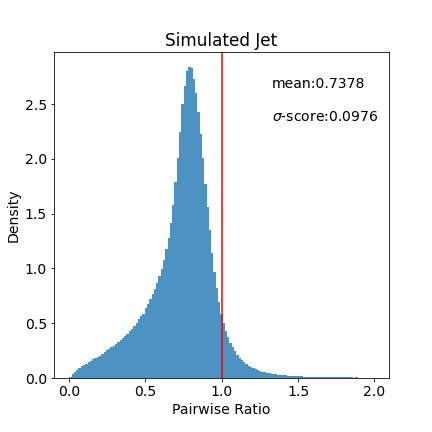 Simulated Jet
mean:0.7378
σ-score:0.0976
Density
2.5
2.0
1.5
1.0
0.5
0.0
0.0 0.5 1.0 1.5 2.0
Pairwise Ratio